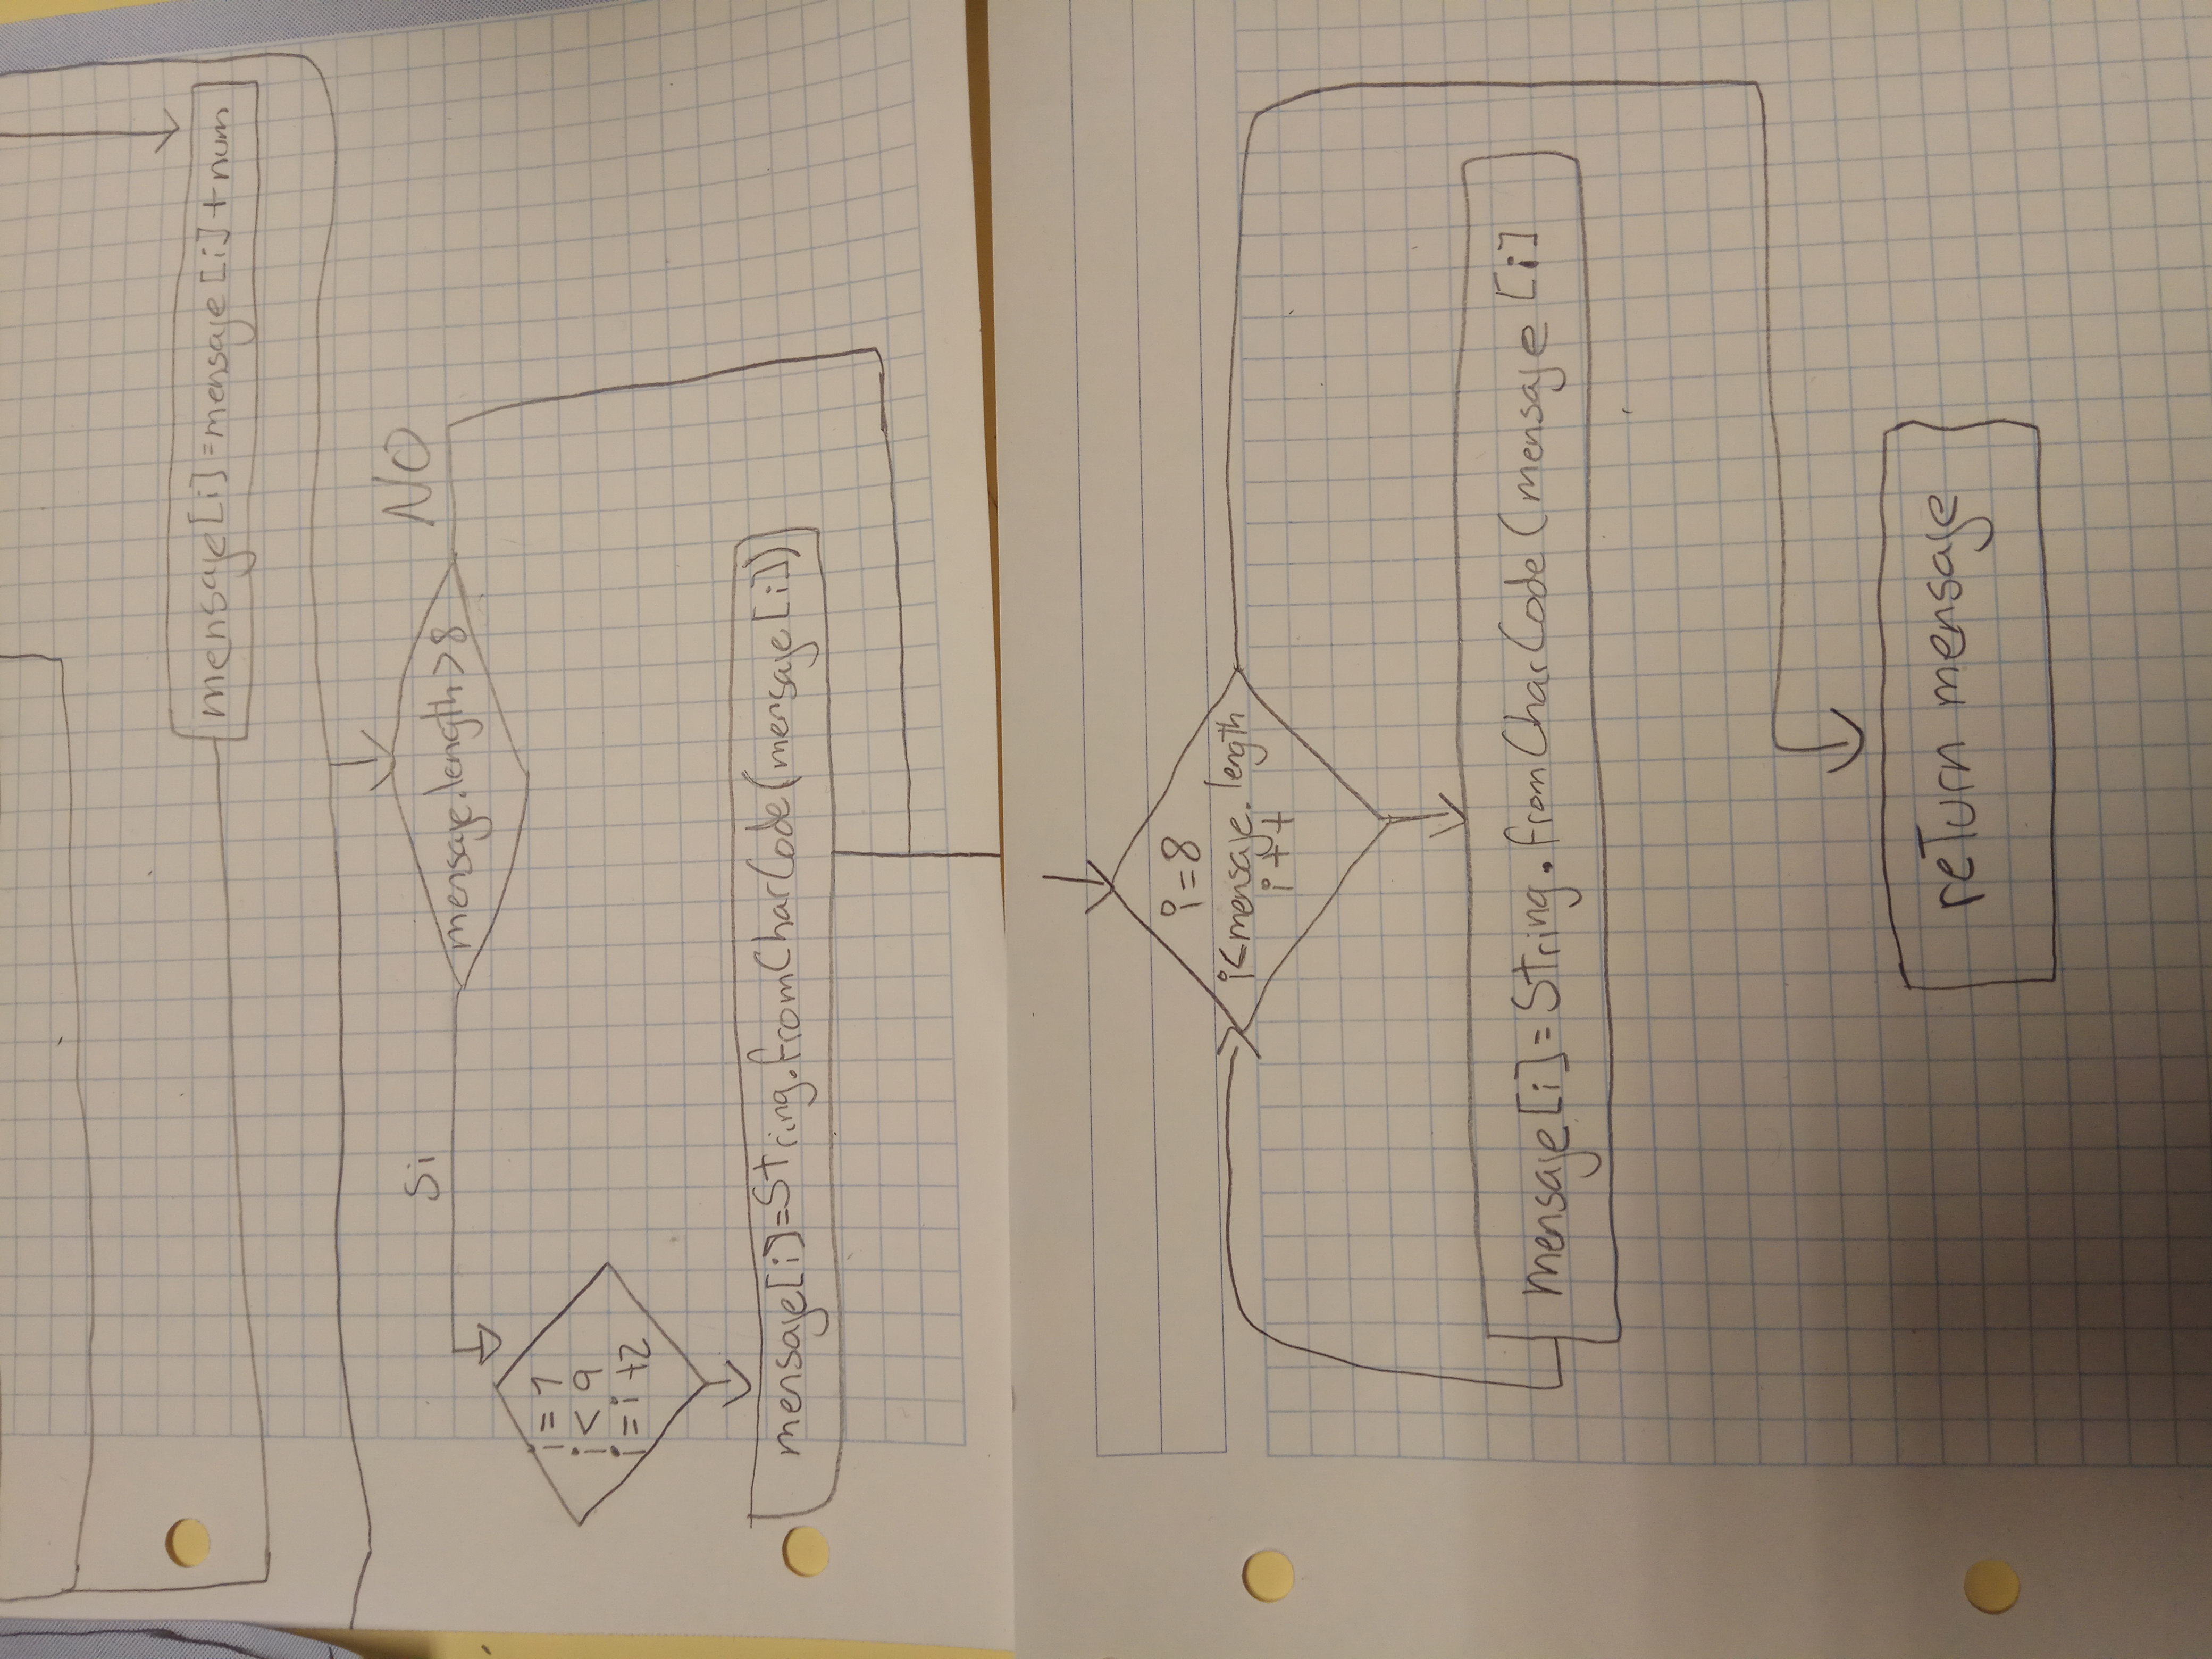 mensaje[i]=mensaje[i]+num
mensaje.length>8
NO
Si
i=1
i<9
i=i+2
mensaje[i]=String.fromCharCode(mensaje[i])
i=8
i<mensaje.length
i++
mensaje[i]=String.fromCharCode(mensaje[i]
return mensaje